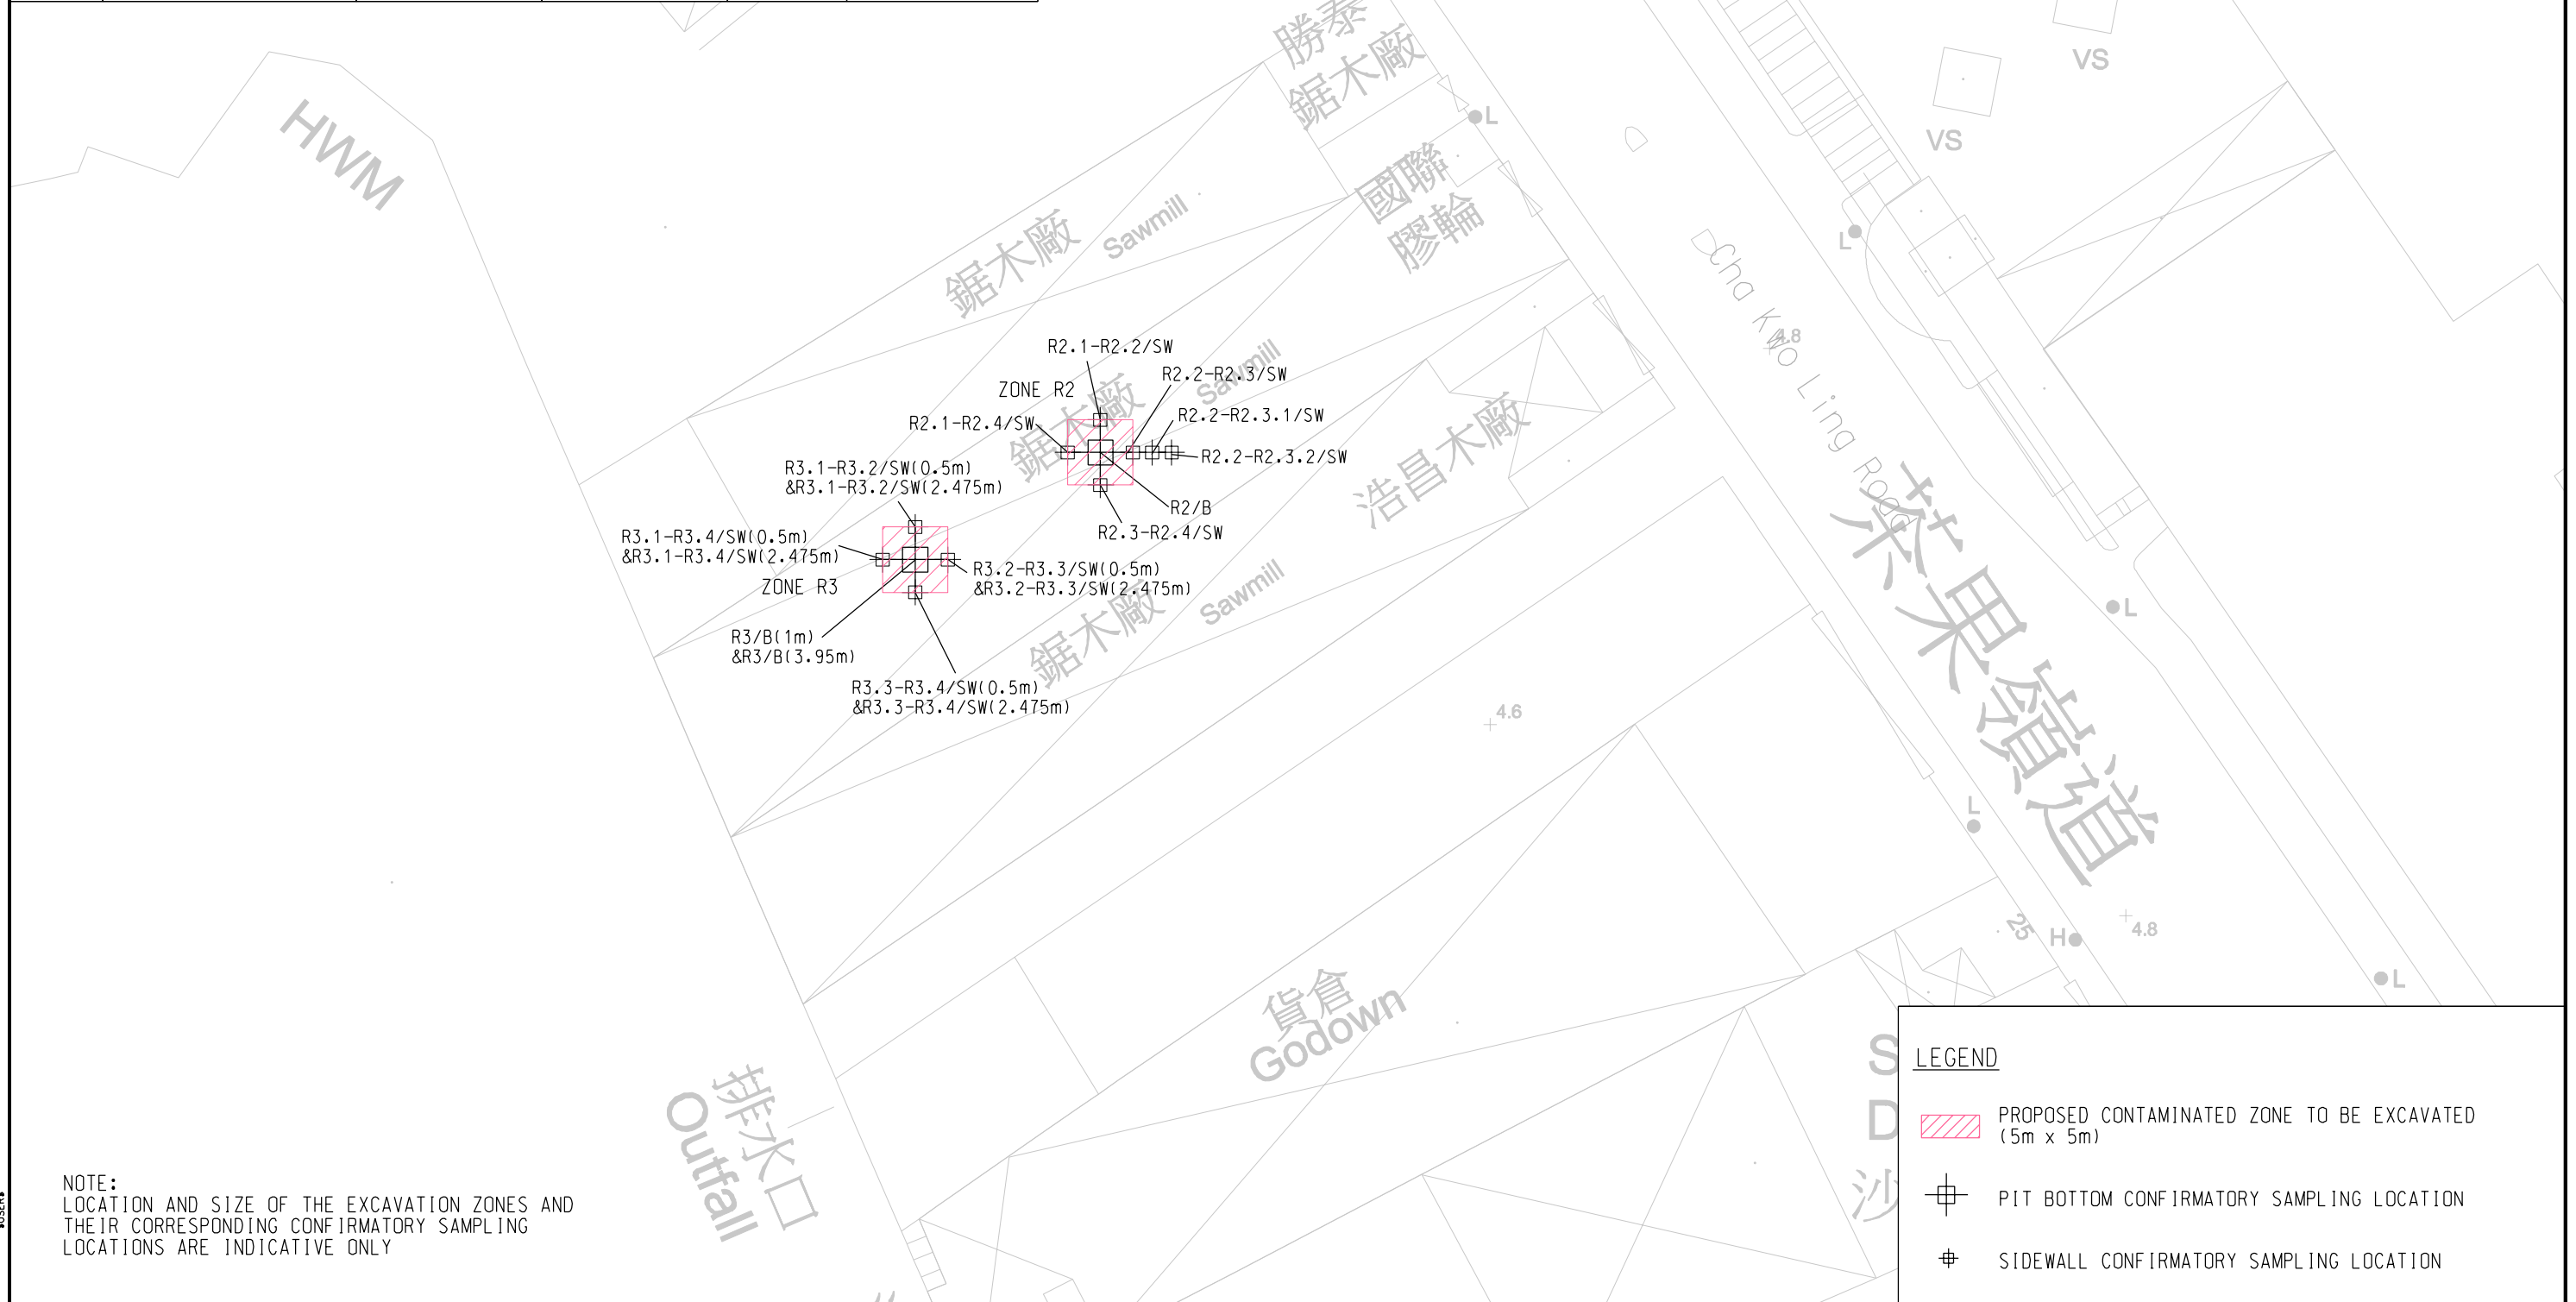 勝泰
鋸木廠
VS
VS
L
HWM
國聯
膠輪
鋸木廠
Sawmill
L
Cha Kwo Ling Road
4.8
R2.1-R2.2/SW
R2.2-R2.3/SW
ZONE R2
鋸木廠
Sawmill
R2.2-R2.3.1/SW
R2.1-R2.4/SW
R2.2-R2.3.2/SW
浩昌木廠
R3.1-R3.2/SW(0.5m)
&R3.1-R3.2/SW(2.475m)
R2/B
R2.3-R2.4/SW
R3.1-R3.4/SW(0.5m)
&R3.1-R3.4/SW(2.475m)
ZONE R3
R3.2-R3.3/SW(0.5m)
&R3.2-R3.3/SW(2.475m)
鋸木廠
Sawmill
茶果嶺道
L
R3/B(1m)
&R3/B(3.95m)
R3.3-R3.4/SW(0.5m)
&R3.3-R3.4/SW(2.475m)
4.6
L
25
H
4.8
L
貨倉
Godown
排水口
Outfall
S
D
沙
LEGEND
PROPOSED CONTAMINATED ZONE TO BE EXCAVATED
(5m x 5m)
PIT BOTTOM CONFIRMATORY SAMPLING LOCATION
SIDEWALL CONFIRMATORY SAMPLING LOCATION
NOTE:
LOCATION AND SIZE OF THE EXCAVATION ZONES AND
THEIR CORRESPONDING CONFIRMATORY SAMPLING
LOCATIONS ARE INDICATIVE ONLY